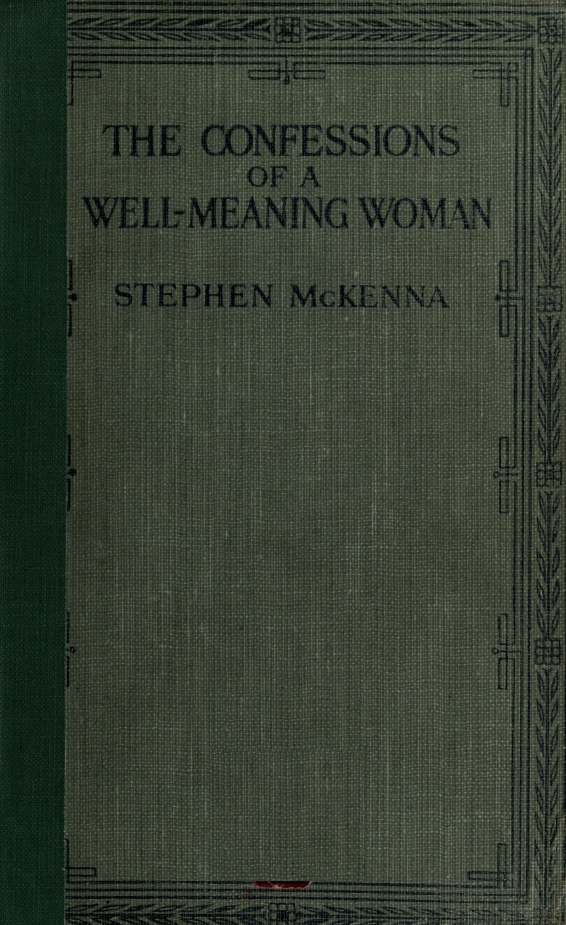 THE CONFESSIONS
OF A
WELL-MEANING WOMAN
STEPHEN McKENNA